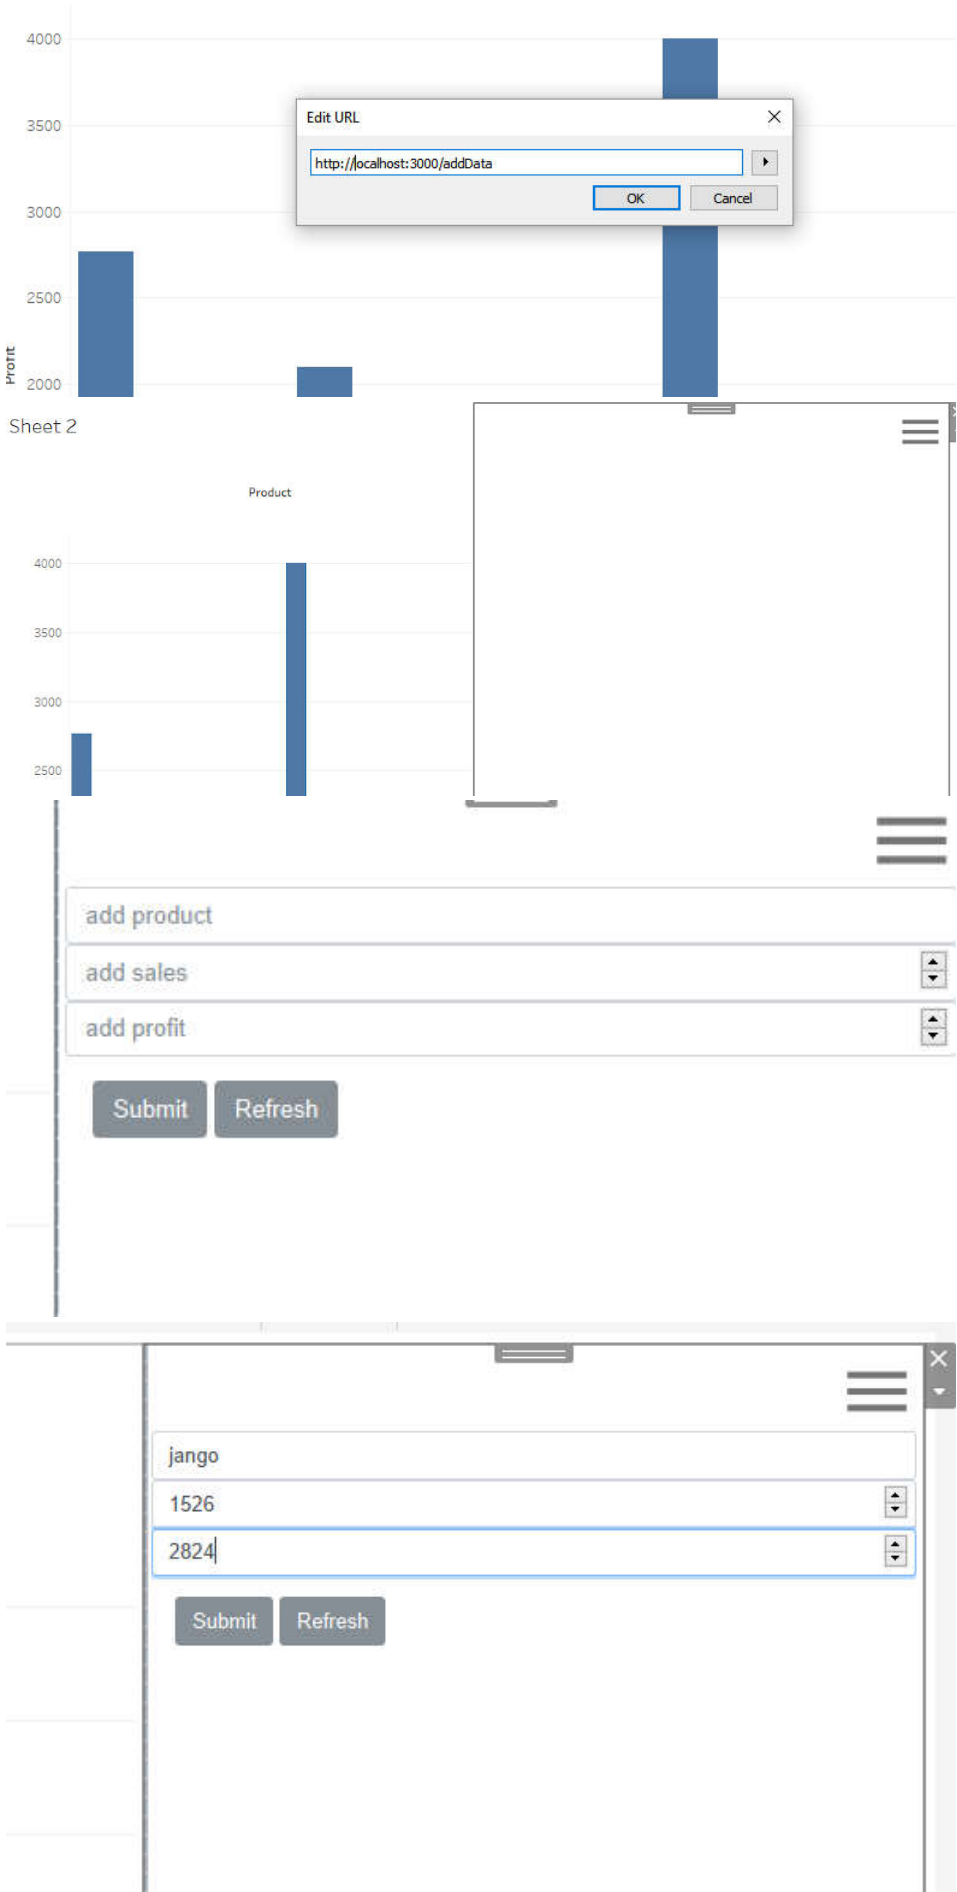 4000
Edit URL
3500
http://localhost:3000/addData
OK Cancel
3000
2500
Profit
2000
Sheet 2
Product
4000
3500
3000
2500
add product
add sales
add profit
Submit Refresh
jango
1526
2824
Submit Refresh